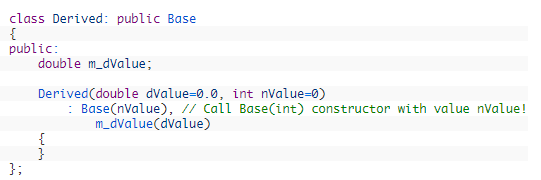 class Derived: public Base
{
public:
    double m_dValue;

    Derived(double dValue=0.0, int nValue=0)
        : Base(nValue), // Call Base(int) constructor with value nValue!
            m_dValue(dValue)
    {
    }
};